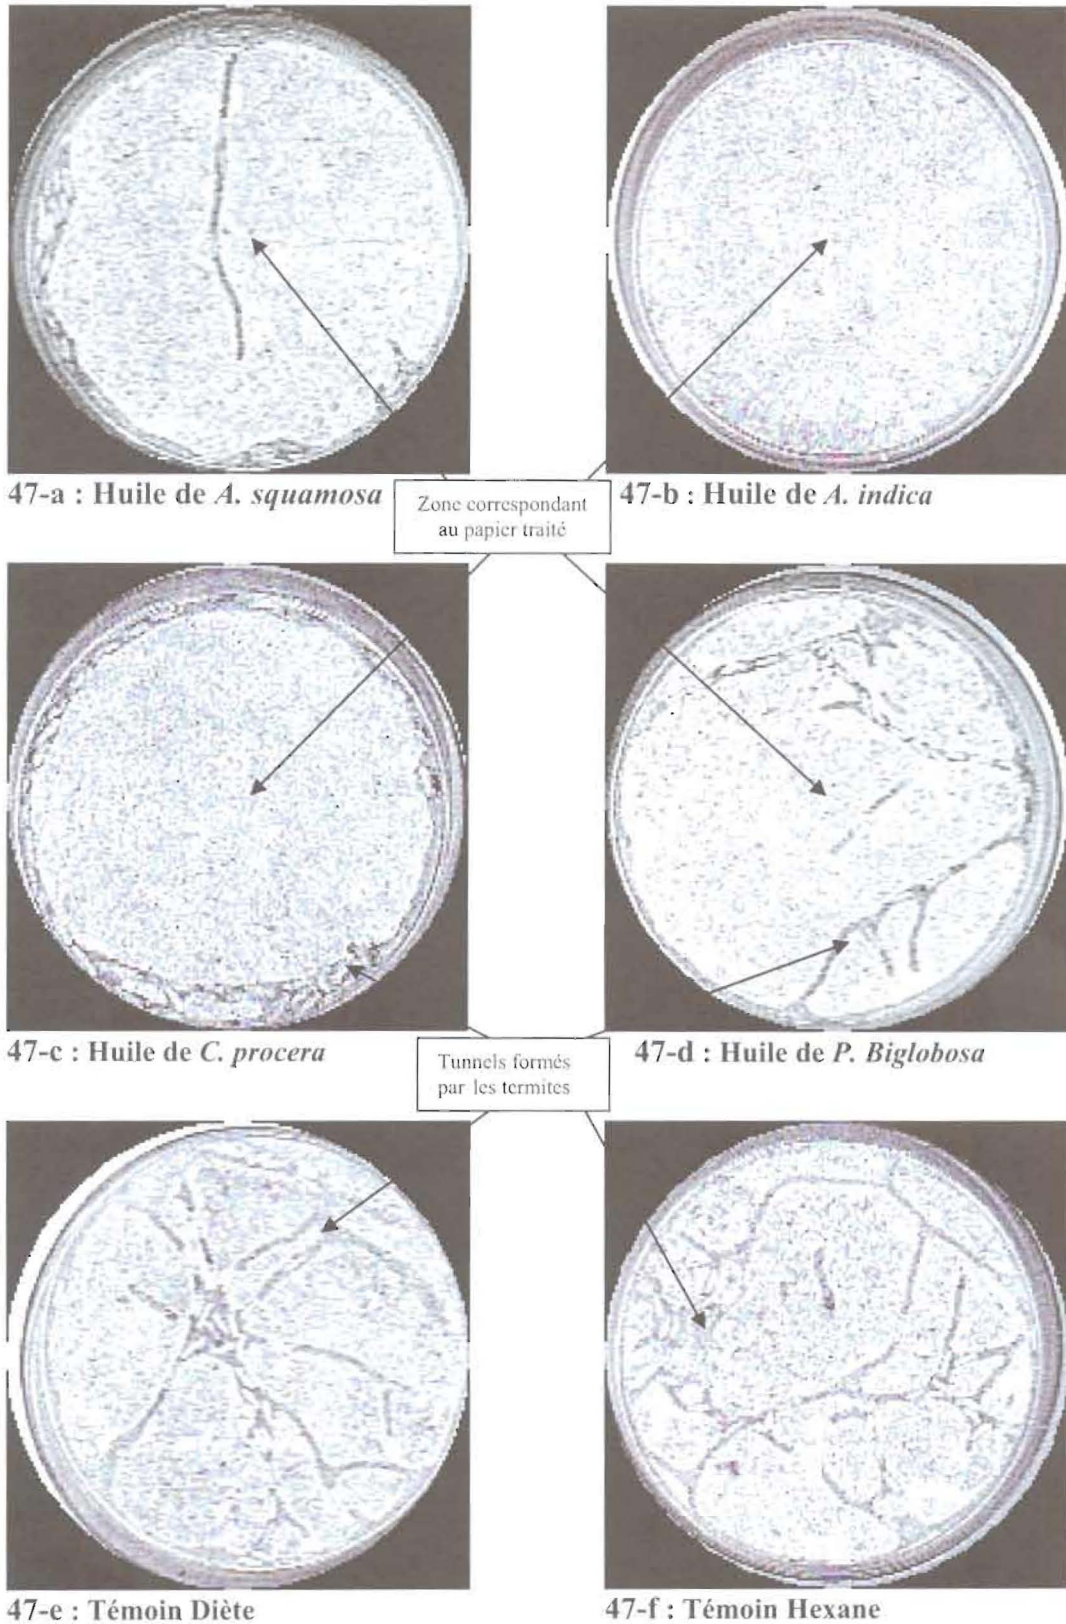 47-a : Huile de A. squamosa
47-b : Huile de A. indica
Zone correspondant
au papier traité
47-c : Huile de C. procera
47-d : Huile de P. Biglobosa
Tunnels formés
par les termites
47-e : Témoin Diète
47-f : Témoin Hexane